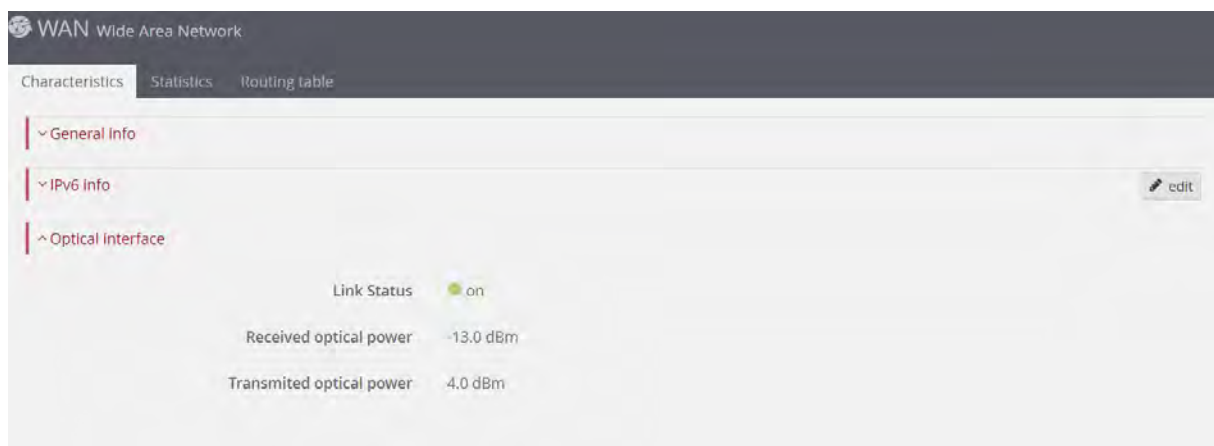 WAN Wide Area Network
Characteristics Statistics Routing table
General info
IPv6 info edit
Optical interface
Link Status on
Received optical power -13.0 dBm
Transmited optical power 4.0 dBm